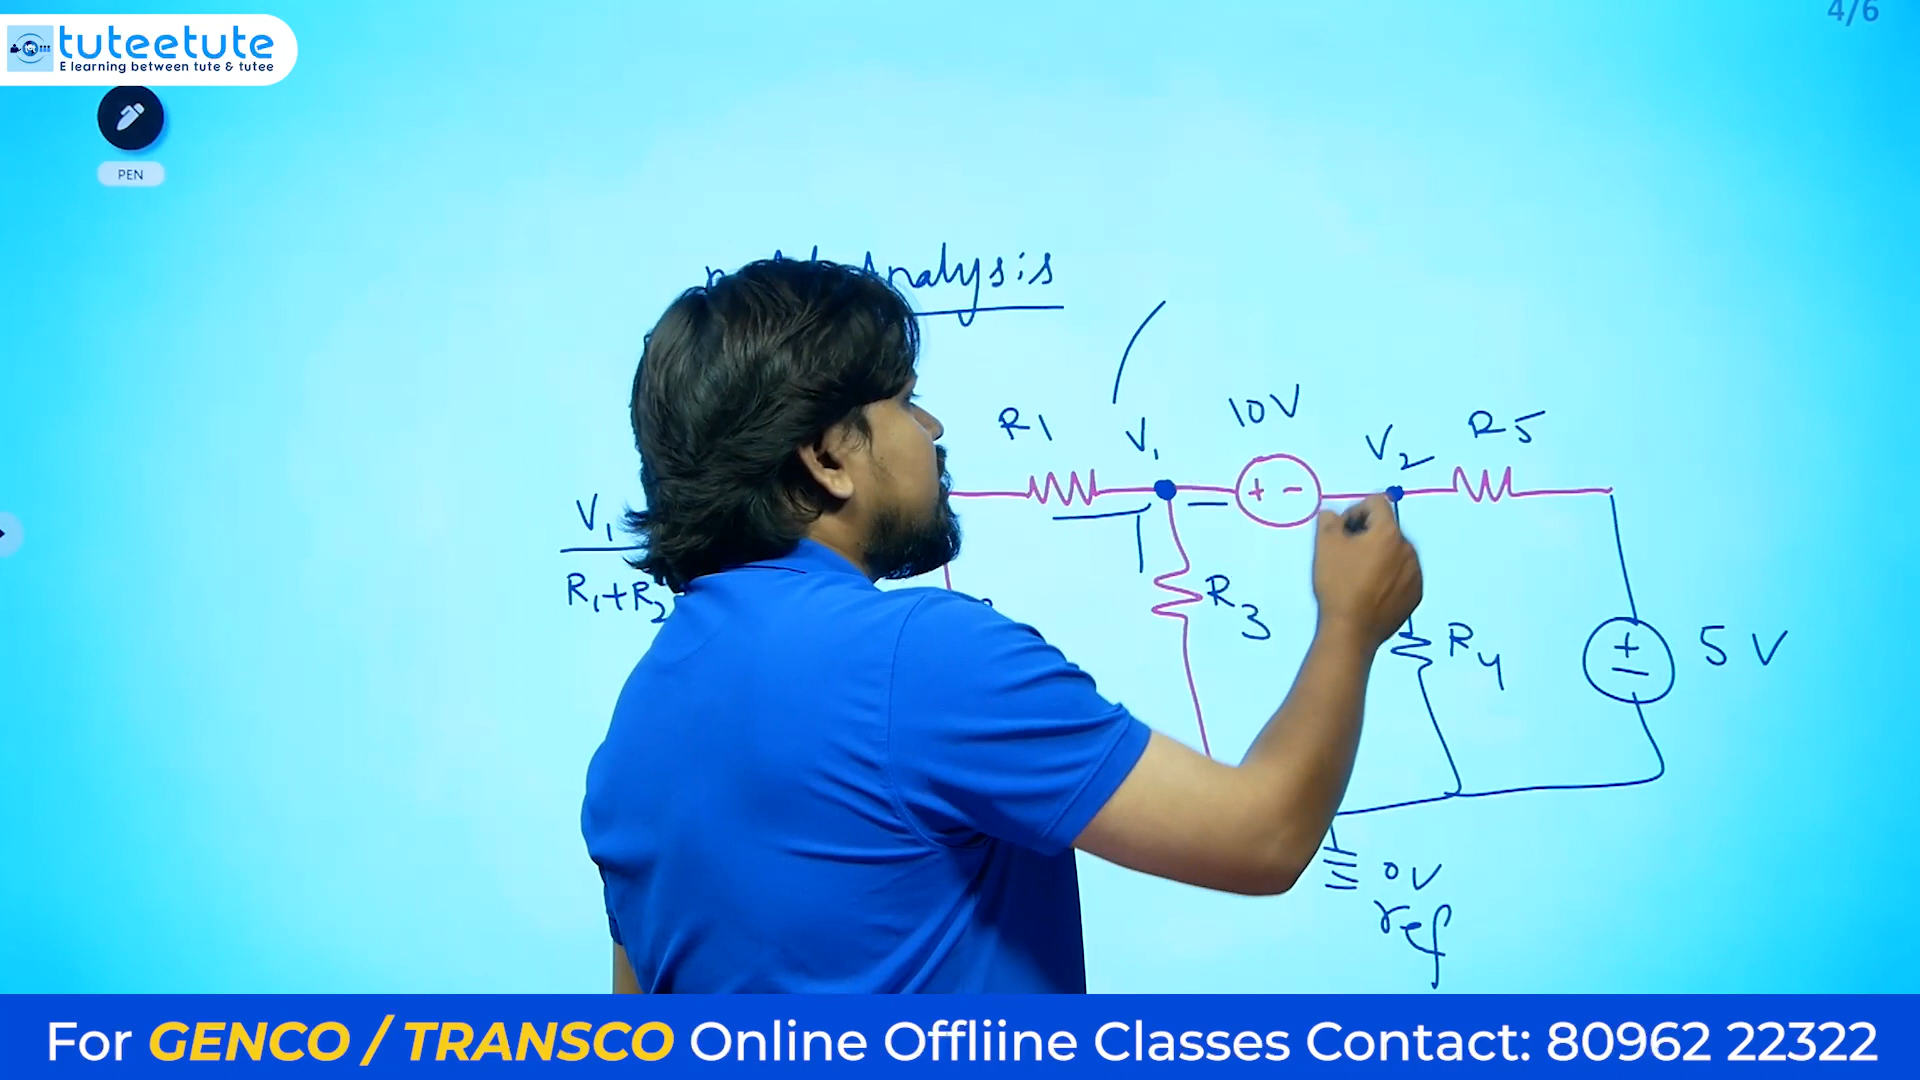 4/6
tuteetute
E learning between tute & tutee
PEN
Analysis
R1
V1
10V
V2
R5
V1
R1+R2
R3
R4
+ -
+ -
5 V
0V
ref
For GENCO / TRANSCO Online Offliine Classes Contact: 80962 22322